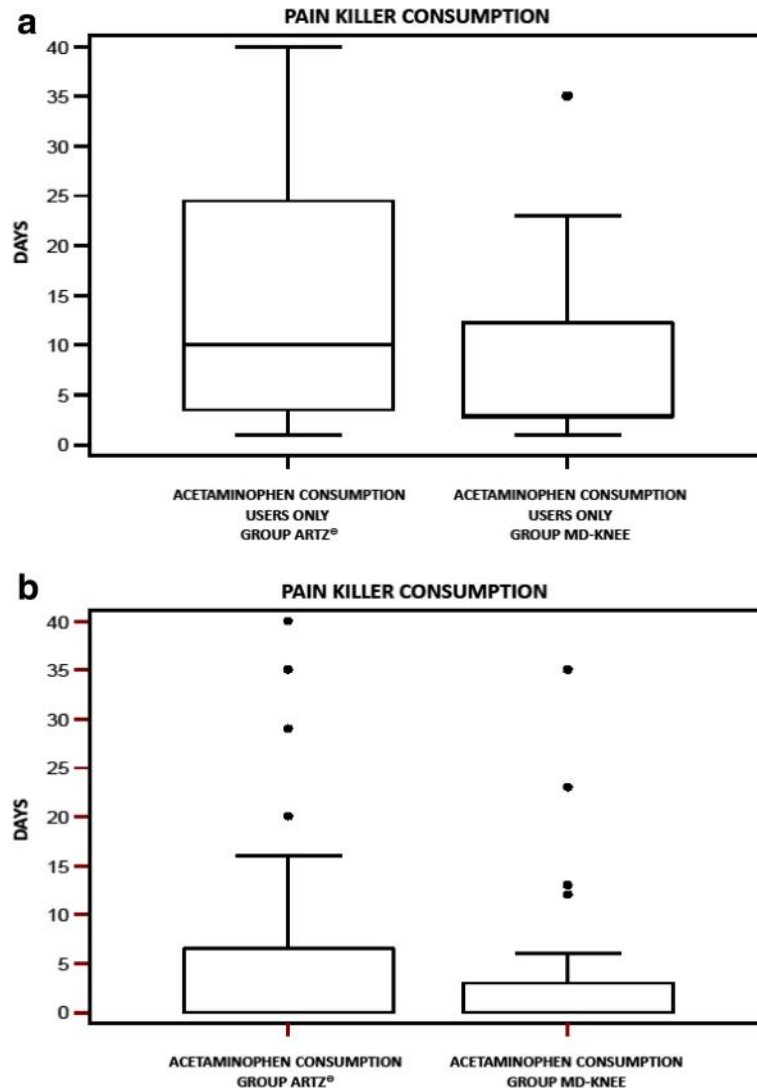 a
PAIN KILLER CONSUMPTION
40
35
30
25
20
15
10
5
0
DAYS
ACETAMINOPHEN CONSUMPTION
USERS ONLY
GROUP ARTZ®
ACETAMINOPHEN CONSUMPTION
USERS ONLY
GROUP MD-KNEE
b
PAIN KILLER CONSUMPTION
40
35
30
25
20
15
10
5
0
DAYS
ACETAMINOPHEN CONSUMPTION
GROUP ARTZ®
ACETAMINOPHEN CONSUMPTION
GROUP MD-KNEE